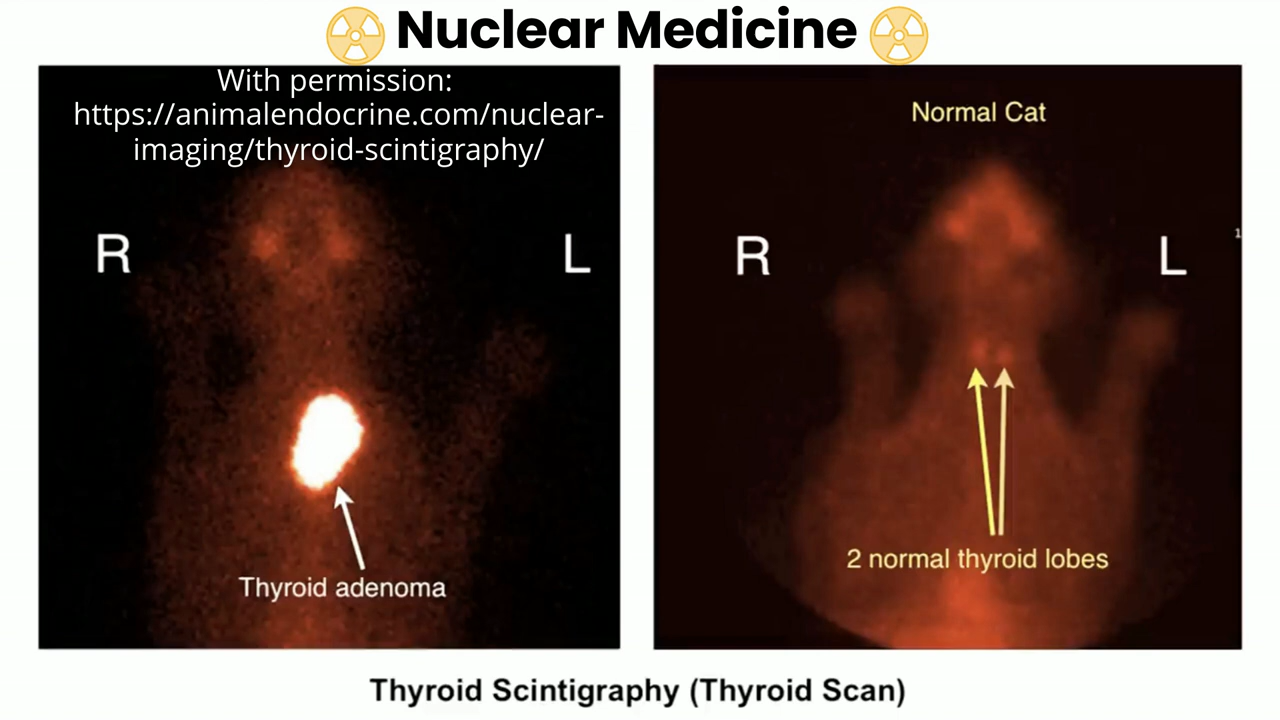 Nuclear Medicine
With permission:
https://animalendocrine.com/nuclear-
imaging/thyroid-scintigraphy/
R
L
Thyroid adenoma
Normal Cat
R
L
1
2 normal thyroid lobes
Thyroid Scintigraphy (Thyroid Scan)